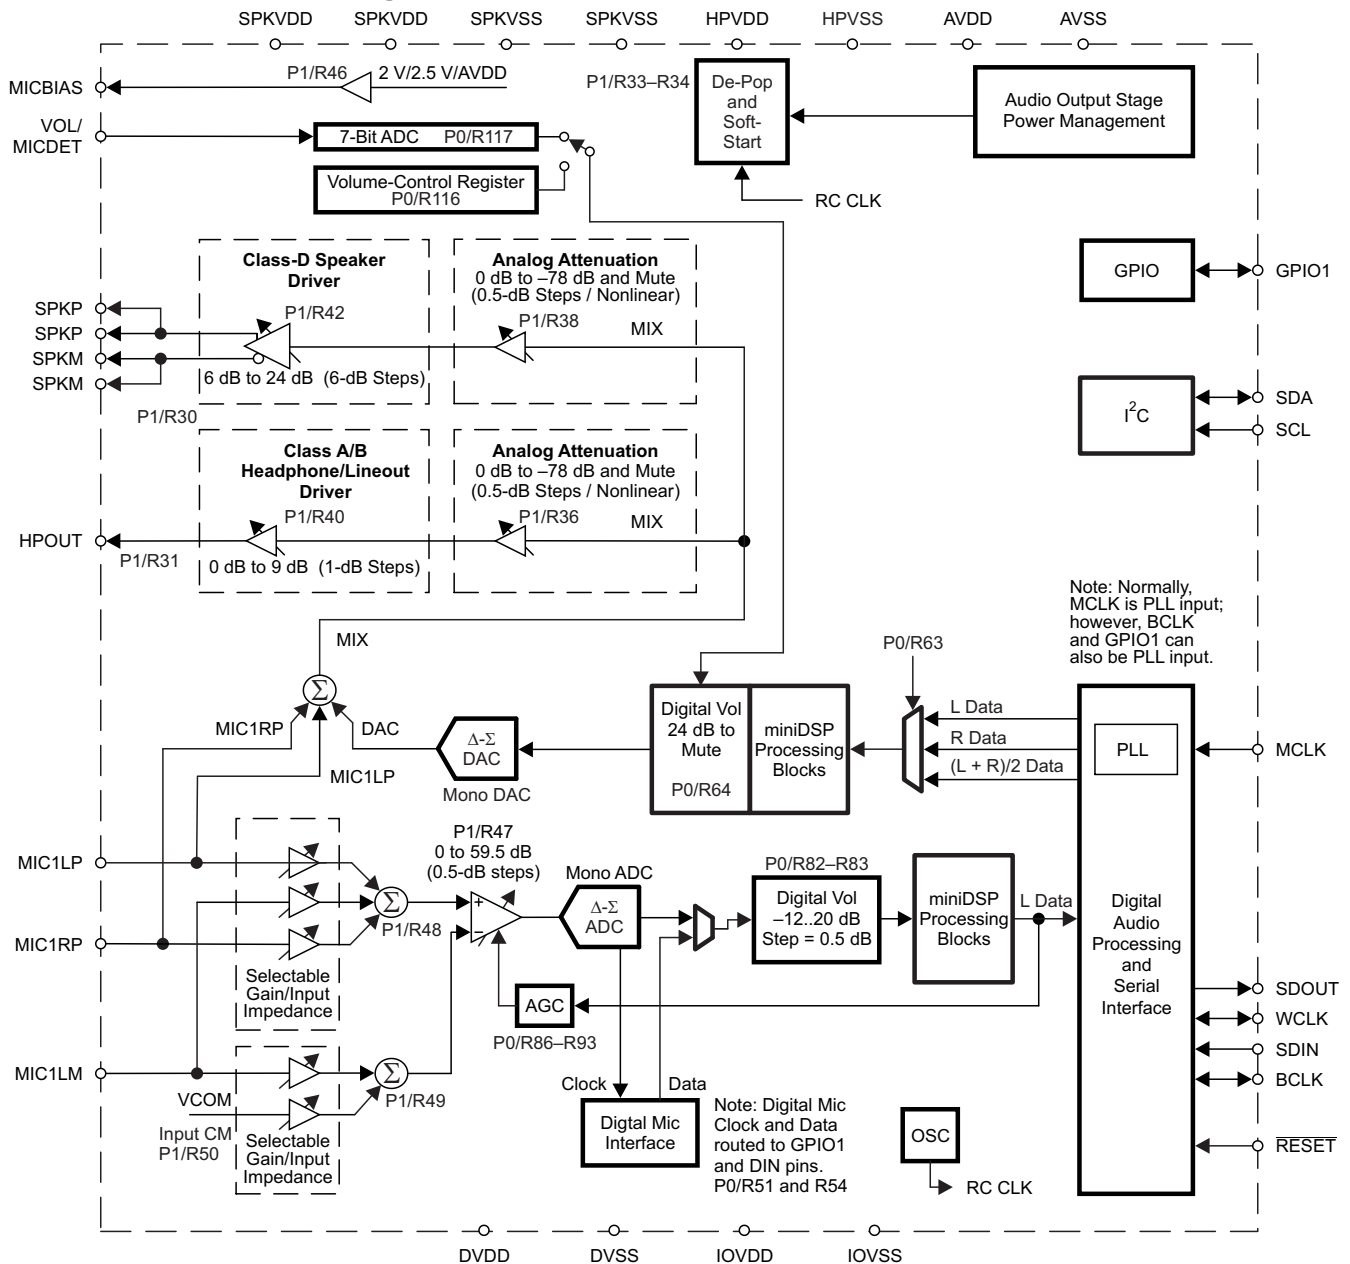 SPKVDD SPKVDD SPKVSS SPKVSS HPVDD HPVSS AVDD AVSS
MICBIAS
P1/R46
2 V/2.5 V/AVDD
VOL/
MICDET
7-Bit ADC P0/R117
Volume-Control Register
P0/R116
P1/R33–R34
De-Pop
and
Soft-
Start
RC CLK
Audio Output Stage
Power Management
Class-D Speaker
Driver
P1/R42
6 dB to 24 dB (6-dB Steps)
Analog Attenuation
0 dB to –78 dB and Mute
(0.5-dB Steps / Nonlinear)
P1/R38
MIX
SPKP
SPKP
SPKM
SPKM
P1/R30
GPIO
GPIO1
I2C
SDA
SCL
Class A/B
Headphone/Lineout
Driver
P1/R40
0 dB to 9 dB (1-dB Steps)
Analog Attenuation
0 dB to –78 dB and Mute
(0.5-dB Steps / Nonlinear)
P1/R36
MIX
HPOUT
P1/R31
Note: Normally,
MCLK is PLL input;
however, BCLK
and GPIO1 can
also be PLL input.
MIX
Σ
MIC1RP
DAC
MIC1LP
Δ-Σ
DAC
Mono DAC
Digital Vol
24 dB to
Mute
P0/R64
miniDSP
Processing
Blocks
P0/R63
L Data
R Data
(L + R)/2 Data
PLL
MCLK
MIC1LP
MIC1RP
MIC1LM
Σ
P1/R48
Selectable
Gain/Input
Impedance
P1/R47
0 to 59.5 dB
(0.5-dB steps)
+
–
Mono ADC
Δ-Σ
ADC
P0/R82–R83
Digital Vol
–12..20 dB
Step = 0.5 dB
miniDSP
Processing
Blocks
L Data
Digital
Audio
Processing
and
Serial
Interface
AGC
P0/R86–R93
SDOUT
WCLK
SDIN
BCLK
RESET
Σ
P1/R49
VCOM
Input CM
P1/R50
Selectable
Gain/Input
Impedance
Clock
Data
Digtal Mic
Interface
Note: Digital Mic
Clock and Data
routed to GPIO1
and DIN pins.
P0/R51 and R54
OSC
RC CLK
DVDD DVSS IOVDD IOVSS